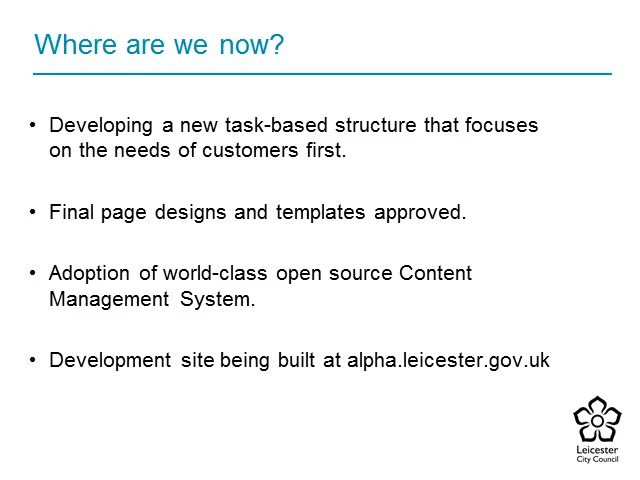 Where are we now?
• Developing a new task-based structure that focuses
on the needs of customers first.
• Final page designs and templates approved.
• Adoption of world-class open source Content
Management System.
• Development site being built at alpha.leicester.gov.uk
Leicester
City Council